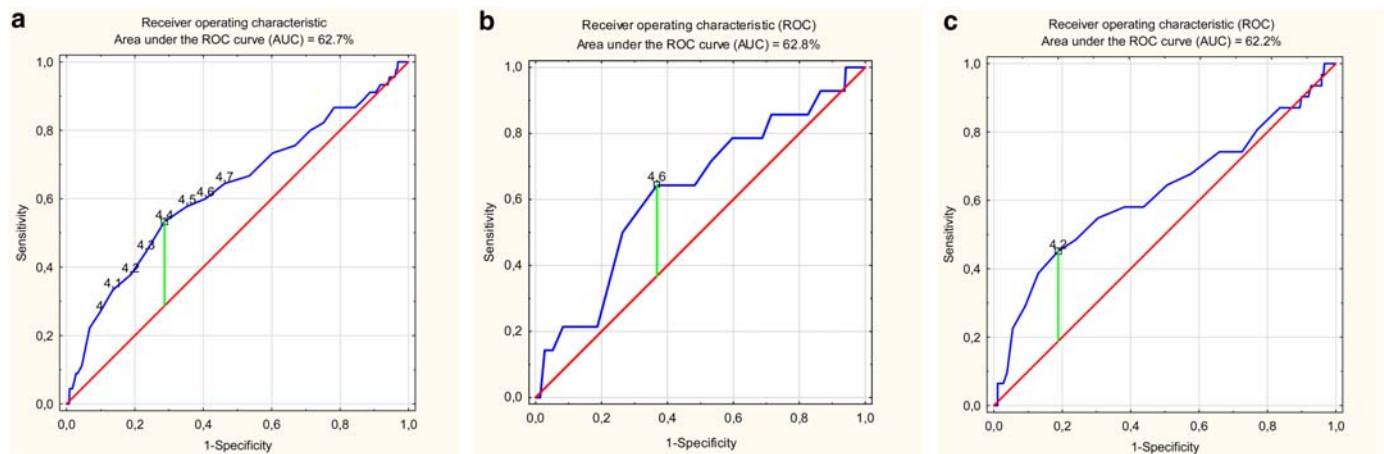 a
Receiver operating characteristic
Area under the ROC curve (AUC) = 62.7%
1,0
0,8
0,6
0,4
0,2
0,0
Sensitivity
4,7
4,6
4,5
4,4
4,3
4,2
4,1
4
0,0 0,2 0,4 0,6 0,8 1,0
1-Specificity
b
Receiver operating characteristic (ROC)
Area under the ROC curve (AUC) = 62.8%
1,0
0,8
0,6
0,4
0,2
0,0
Sensitivity
4,6
0,0 0,2 0,4 0,6 0,8 1,0
1-Specificity
c
Receiver operating characteristic (ROC)
Area under the ROC curve (AUC) = 62.2%
1,0
0,8
0,6
0,4
0,2
0,0
Sensitivity
4,2
0,0 0,2 0,4 0,6 0,8 1,0
1-Specificity